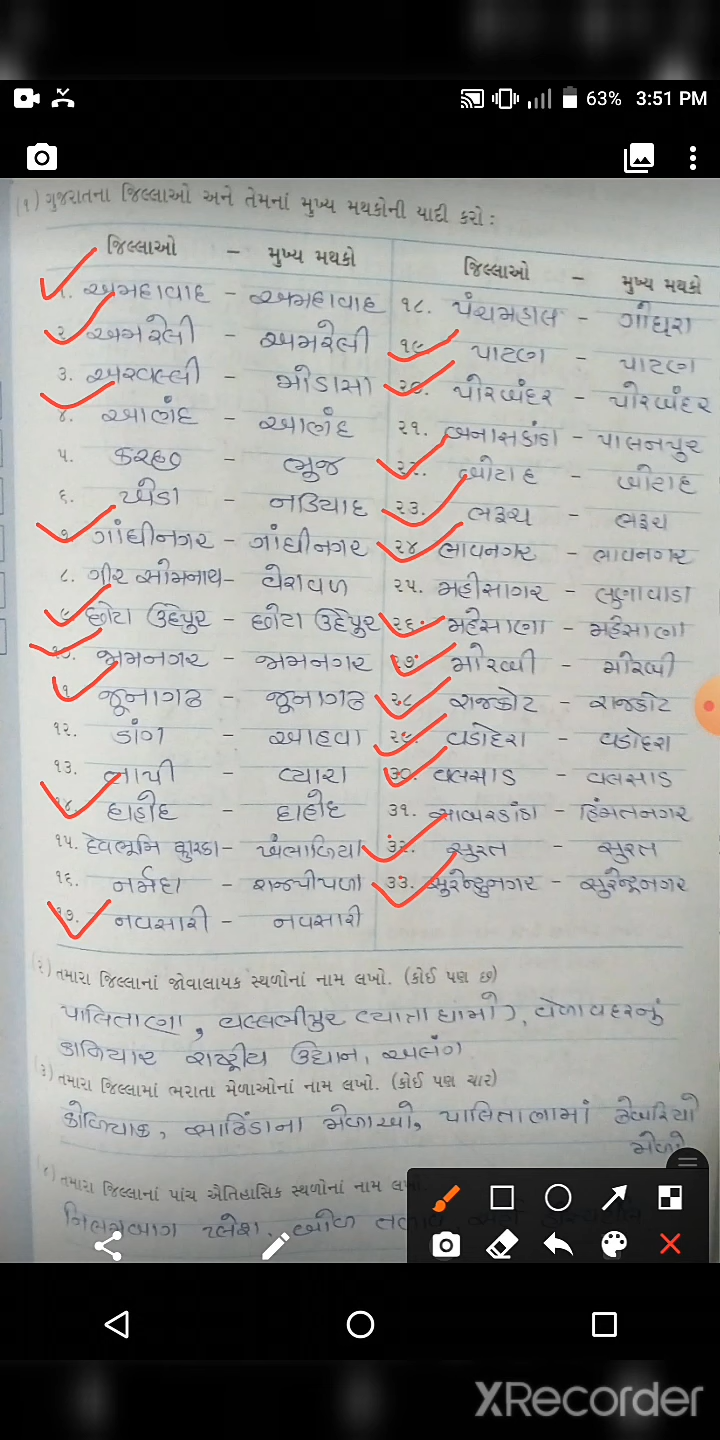 63% 3:51 PM
(૧) ગુજરાતના જિલ્લાઓ અને તેમનાં મુખ્ય મથકોની યાદી કરો :
જિલ્લાઓ – મુખ્ય મથકો
૧. અમદાવાદ – અમદાવાદ
૨. અમરેલી – અમરેલી
૩. અરવલ્લી – મોડાસા
૪. આણંદ – આણંદ
૫. કચ્છ – ભૂજ
૬. ખેડા – નડિયાદ
૭. ગાંધીનગર – ગાંધીનગર
૮. ગીર સોમનાથ – વેરાવળ
૯. છોટા ઉદેપુર – છોટા ઉદેપુર
૧૦. જામનગર – જામનગર
૧૧ જૂનાગઢ – જૂનાગઢ
૧૨. ડાંગ – આહવા
૧૩. તાપી – વ્યારા
૧૪. દાહોદ – દાહોદ
૧૫. દેવભૂમિ દ્વારકા – ખંભાળિયા
૧૬. નર્મદા – રાજપીપળા
૧૭. નવસારી – નવસારી
જિલ્લાઓ – મુખ્ય મથકો
૧૮. પંચમહાલ – ગોધરા
૧૯. પાટણ – પાટણ
૨૦. પોરબંદર – પોરબંદર
૨૧. બનાસકાંઠા – પાલનપુર
૨૨. બોટાદ – બોટાદ
૨૩. ભરૂચ – ભરૂચ
૨૪ ભાવનગર – ભાવનગર
૨૫. મહીસાગર – લુણાવાડા
૨૬. મહેસાણા – મહેસાણા
૨૭. મોરબી – મોરબી
૨૮ રાજકોટ – રાજકોટ
૨૯. વડોદરા – વડોદરા
૩૦. વલસાડ – વલસાડ
૩૧. સાબરકાંઠા – હિંમતનગર
૩૨. સુરત – સુરત
૩૩. સુરેન્દ્રનગર – સુરેન્દ્રનગર
(૨) તમારા જિલ્લાનાં જોવાલાયક સ્થળોનાં નામ લખો. (કોઈ પણ છ)
પાલિતાણા, વલ્લભીપુર (યાત્રાધામો), વેળાવદરનું
કાળિયાર રાષ્ટ્રીય ઉદ્યાન, અલંગ
(૩) તમારા જિલ્લામાં ભરાતા મેળાઓનાં નામ લખો. (કોઈ પણ ચાર)
કોળિયાક, પાલિતાણામાં ઢેબરિયો
મેળો
(૪) તમારા જિલ્લાનાં પાંચ ઐતિહાસિક સ્થળોનાં નામ લખો.
નિલમબાગ પેલેસ,
XRecorder